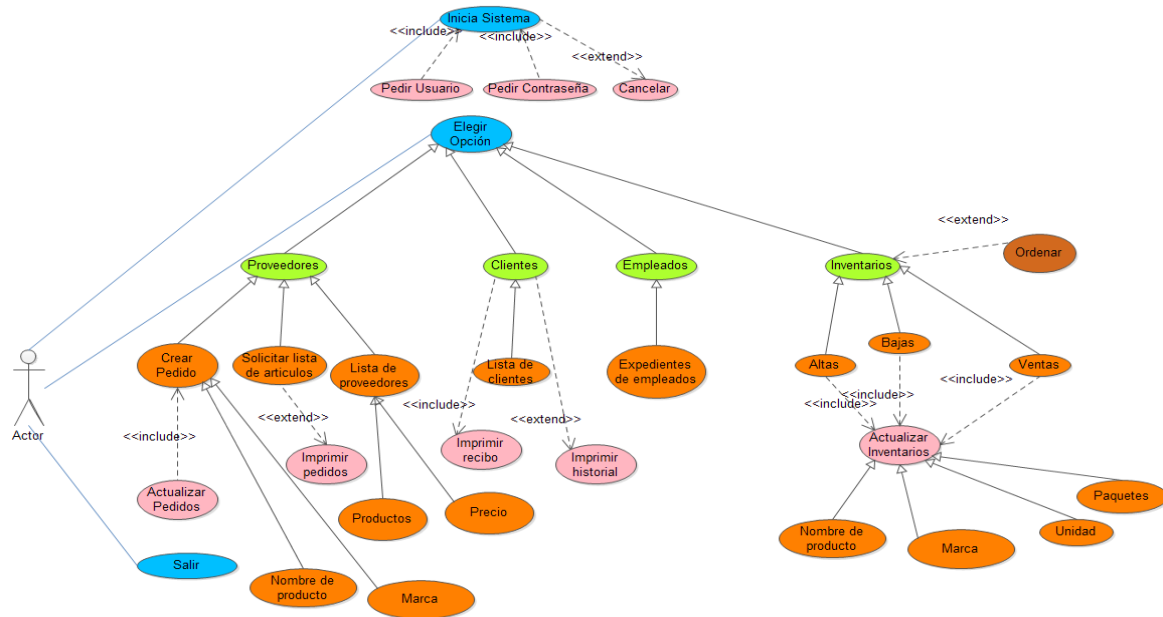 Inicia Sistema
<<include>>
<<include>>
<<extend>>
Pedir Usuario
Pedir Contraseña
Cancelar
Elegir
Opción
<<extend>>
Ordenar
Proveedores
Clientes
Empleados
Inventarios
Crear
Pedido
Solicitar lista
de articulos
Lista de
proveedores
Lista de
clientes
Expedientes
de empleados
Altas
Bajas
Ventas
<<include>>
<<include>>
<<include>>
Actor
<<include>>
<<extend>>
<<include>>
<<extend>>
Actualizar
Pedidos
Imprimir
pedidos
Imprimir
recibo
Imprimir
historial
Actualizar
Inventarios
Productos
Precio
Nombre de
producto
Marca
Unidad
Paquetes
Salir
Nombre de
producto
Marca